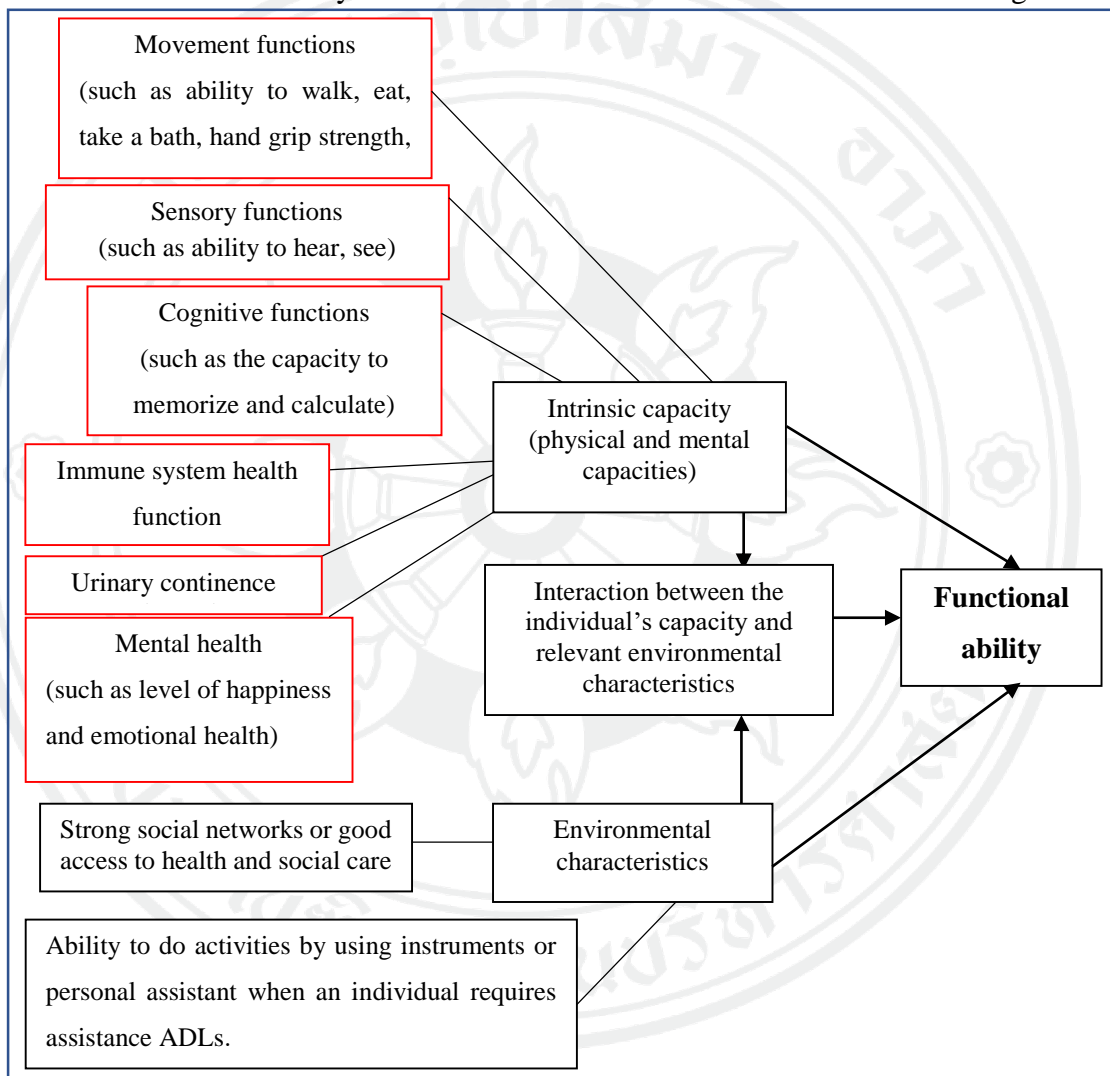 Movement functions
(such as ability to walk, eat,
take a bath, hand grip strength,
Sensory functions
(such as ability to hear, see)
Cognitive functions
(such as the capacity to
memorize and calculate)
Immune system health
function
Urinary continence
Mental health
(such as level of happiness
and emotional health)
Intrinsic capacity
(physical and mental
capacities)
Interaction between the
individual's capacity and
relevant environmental
characteristics
Functional
ability
Strong social networks or good
access to health and social care
Environmental
characteristics
Ability to do activities by using instruments or
personal assistant when an individual requires
assistance ADLs.